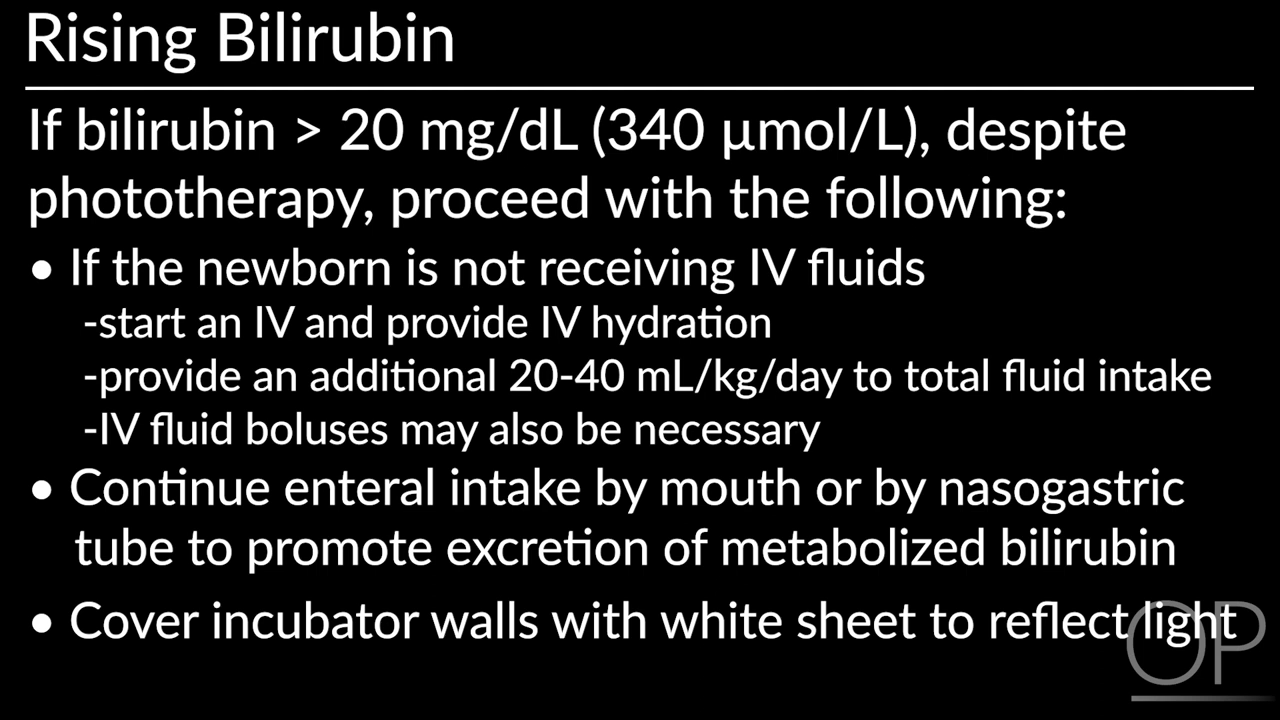 Rising Bilirubin
If bilirubin > 20 mg/dL (340 µmol/L), despite
phototherapy, proceed with the following:
• If the newborn is not receiving IV fluids
-start an IV and provide IV hydration
-provide an additional 20-40 mL/kg/day to total fluid intake
-IV fluid boluses may also be necessary
• Continue enteral intake by mouth or by nasogastric
tube to promote excretion of metabolized bilirubin
• Cover incubator walls with white sheet to reflect light
OP